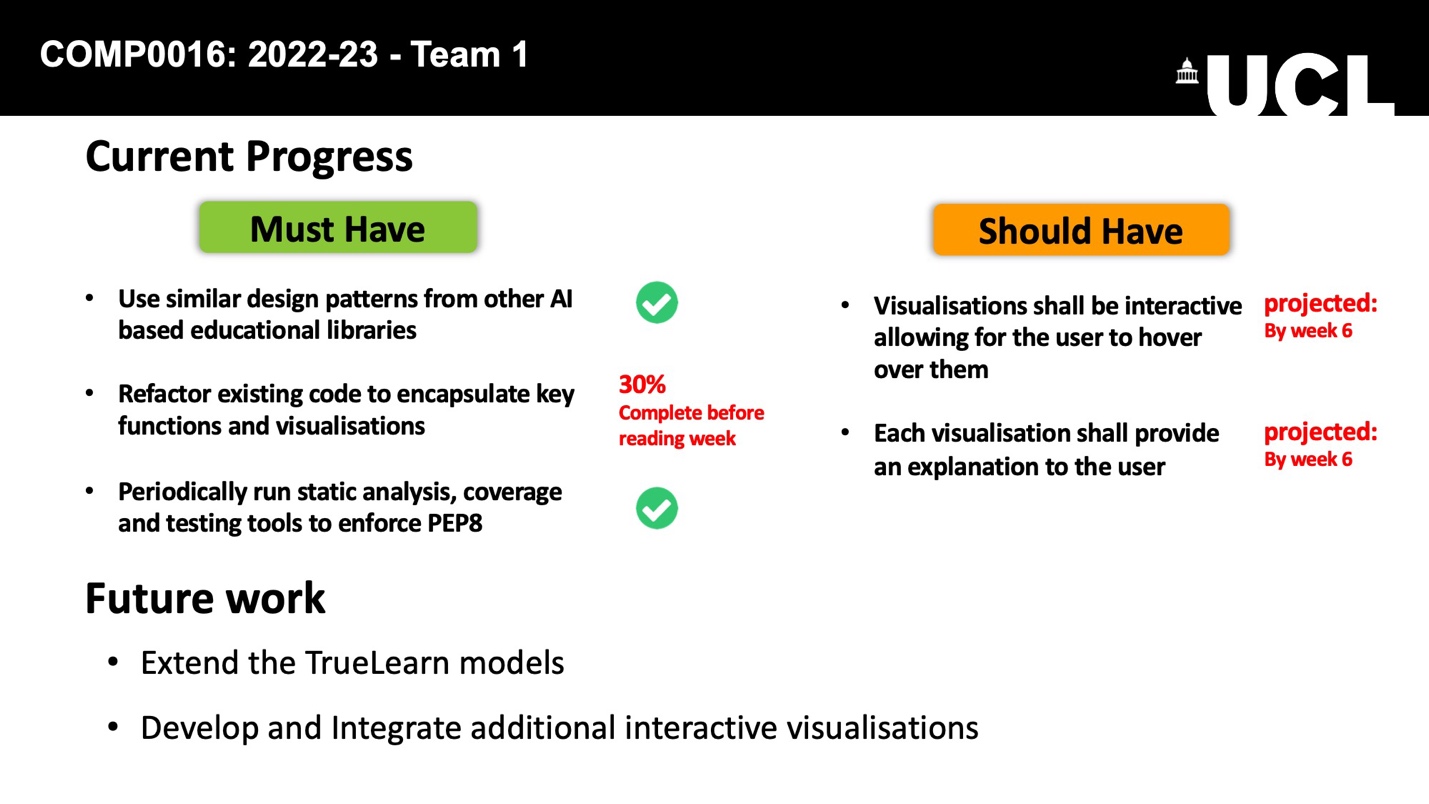 COMP0016: 2022-23 - Team 1
UCL
Current Progress
Must Have
• Use similar design patterns from other AI
based educational libraries
• Refactor existing code to encapsulate key
functions and visualisations
30%
Complete before
reading week
• Periodically run static analysis, coverage
and testing tools to enforce PEP8
Should Have
• Visualisations shall be interactive
allowing for the user to hover
over them
projected:
By week 6
• Each visualisation shall provide
an explanation to the user
projected:
By week 6
Future work
• Extend the TrueLearn models
• Develop and Integrate additional interactive visualisations